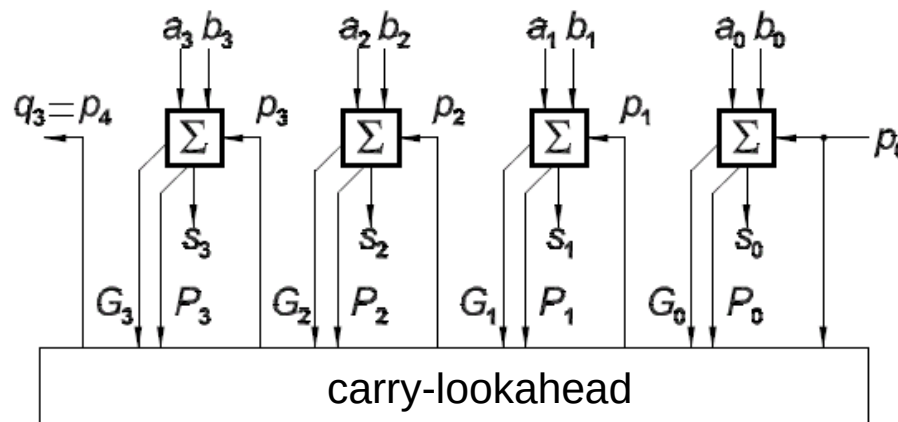 a₃ b₃ a₂ b₂ a₁ b₁ a₀ b₀
q₃=p₄ Σ p₃ Σ p₂ Σ p₁ Σ
s₃ s₂ s₁ s₀
G₃ P₃ G₂ P₂ G₁ P₁ G₀ P₀
carry-lookahead